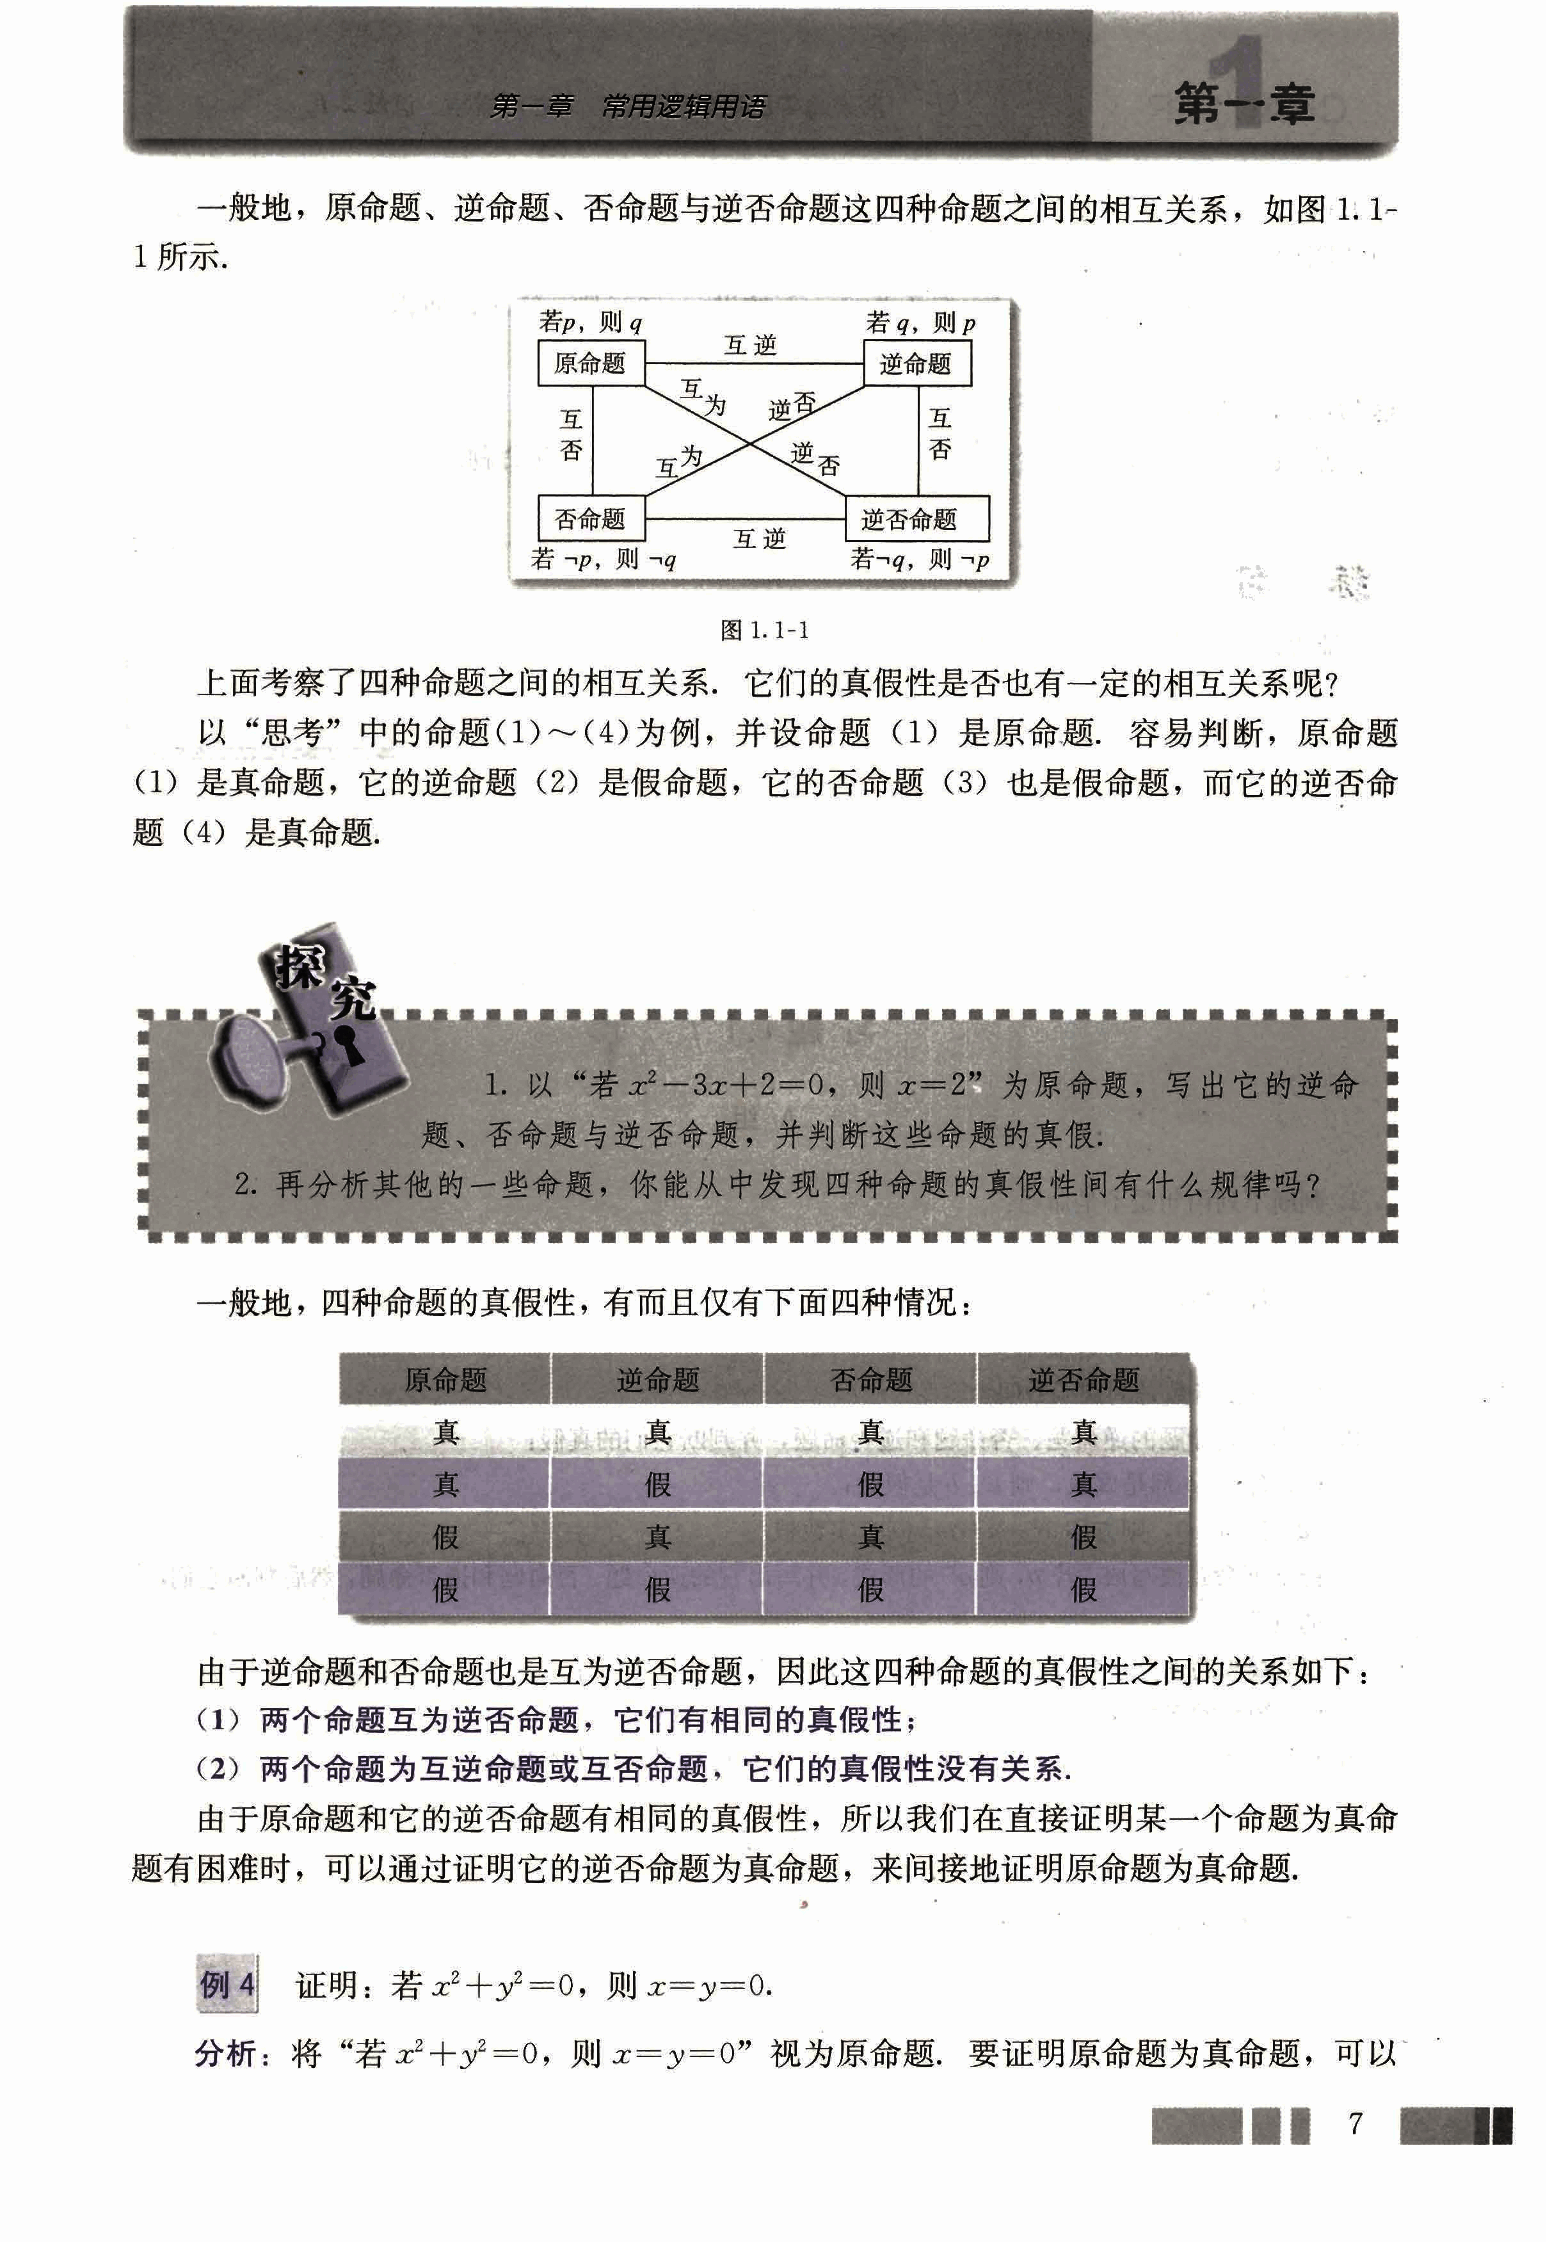 第一章 常用逻辑用语
第一章
一般地，原命题、逆命题、否命题与逆否命题这四种命题之间的相互关系，如图 1.1-
1 所示.
若p，则 q
若 q，则 p
互 逆
原命题
逆命题
互为 逆否
互为 逆否
互否
互否
否命题
逆否命题
互 逆
若 ¬p，则 ¬q
若¬q，则 ¬p
图 1.1-1
上面考察了四种命题之间的相互关系. 它们的真假性是否也有一定的相互关系呢？
以“思考”中的命题(1)～(4)为例，并设命题（1）是原命题. 容易判断，原命题
（1）是真命题，它的逆命题（2）是假命题，它的否命题（3）也是假命题，而它的逆否命
题（4）是真命题.
探究
1. 以“若 x²－3x＋2＝0，则 x＝2”为原命题，写出它的逆命
题、否命题与逆否命题，并判断这些命题的真假.
2. 再分析其他的一些命题，你能从中发现四种命题的真假性间有什么规律吗？
一般地，四种命题的真假性，有而且仅有下面四种情况：
原命题 逆命题 否命题 逆否命题
真 真 真 真
真 假 假 真
假 真 真 假
假 假 假 假
由于逆命题和否命题也是互为逆否命题，因此这四种命题的真假性之间的关系如下：
（1）两个命题互为逆否命题，它们有相同的真假性；
（2）两个命题为互逆命题或互否命题，它们的真假性没有关系.
由于原命题和它的逆否命题有相同的真假性，所以我们在直接证明某一个命题为真命
题有困难时，可以通过证明它的逆否命题为真命题，来间接地证明原命题为真命题.
例 4 证明：若 x²＋y²＝0，则 x＝y＝0.
分析：将“若 x²＋y²＝0，则 x＝y＝0”视为原命题. 要证明原命题为真命题，可以
7